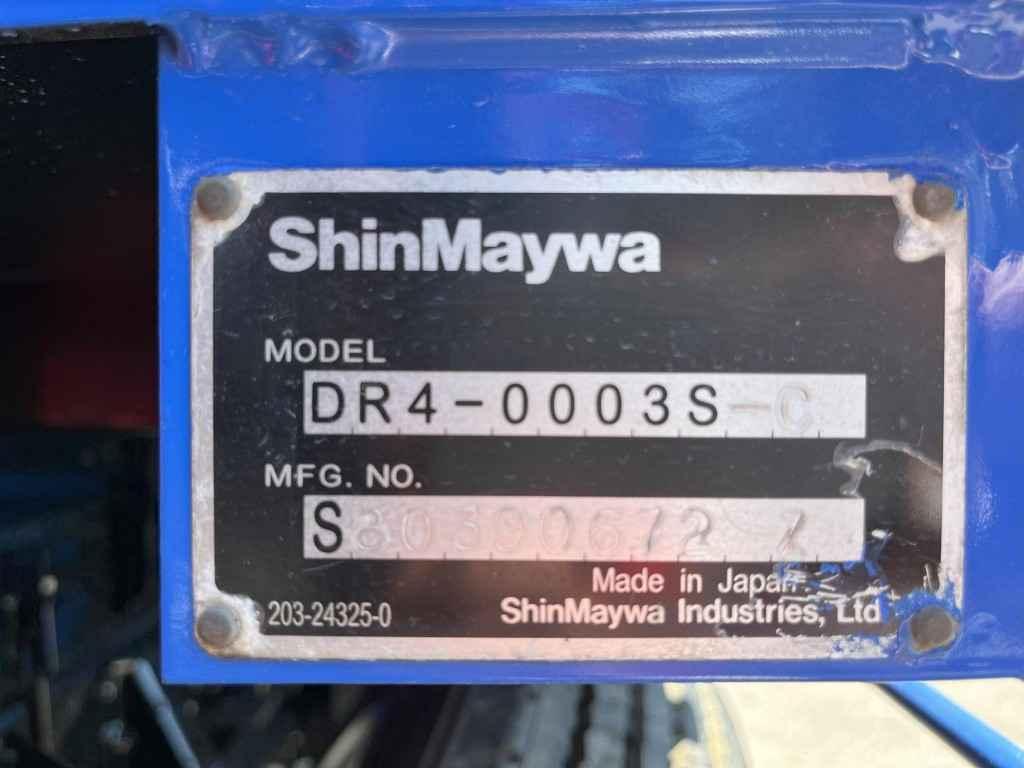 ShinMaywa
MODEL
DR4-0003S-C
MFG. NO.
Made in Japan
203-24325-0
ShinMaywa Industries, Ltd